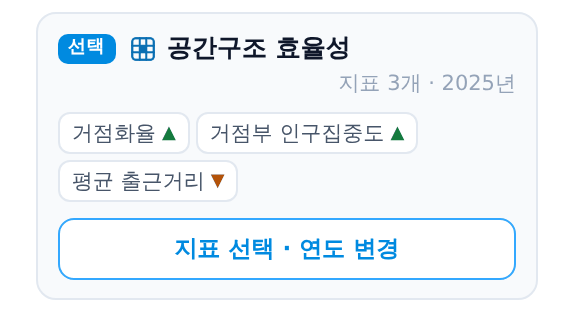 선택 공간구조 효율성
지표 3개 · 2025년
거점화율 ▲ 거점부 인구집중도 ▲
평균 출근거리 ▼
지표 선택 · 연도 변경